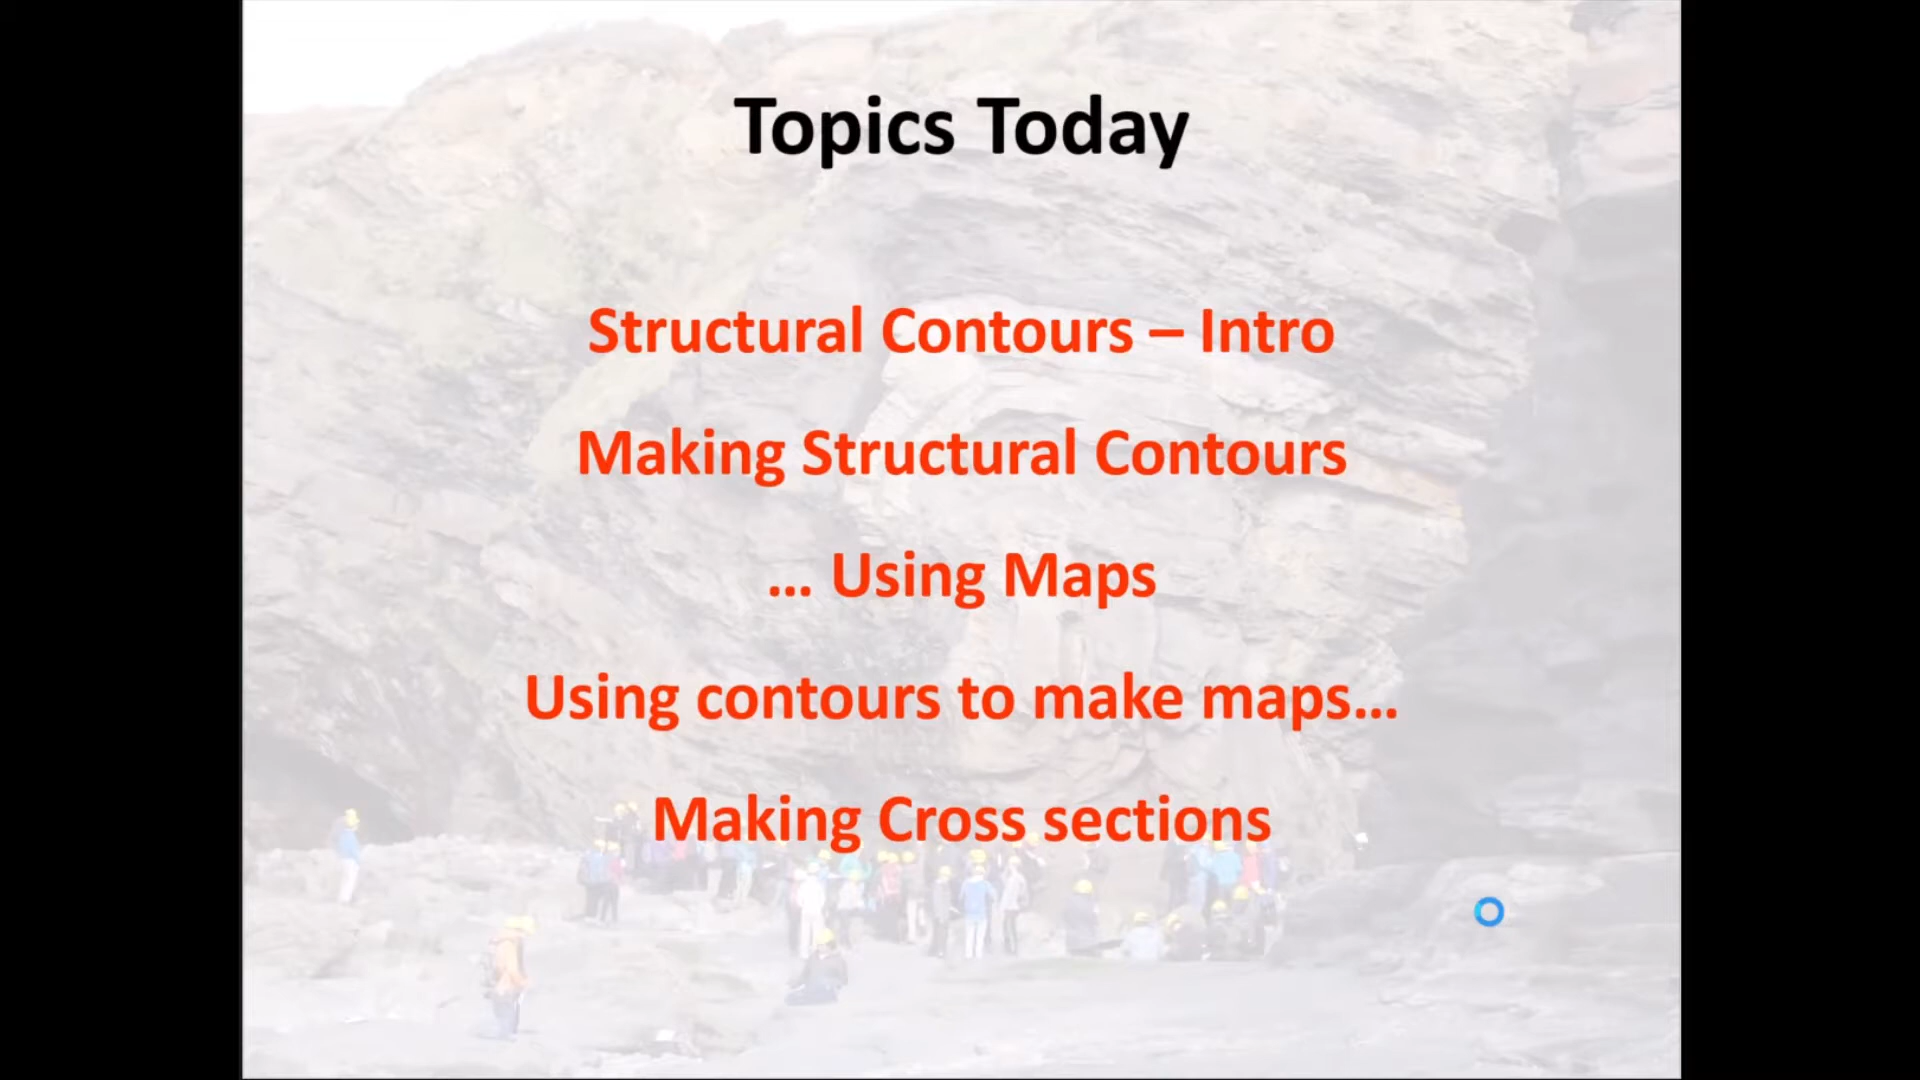 Topics Today
Structural Contours – Intro
Making Structural Contours
... Using Maps
Using contours to make maps...
Making Cross sections